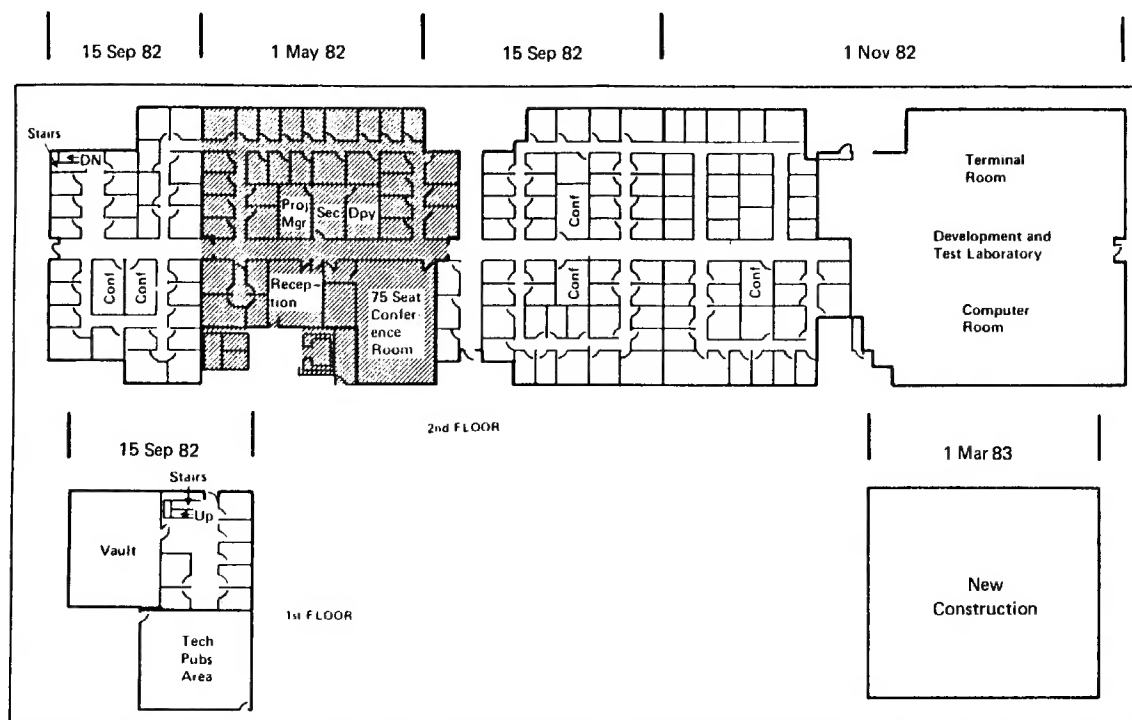 15 Sep 82
1 May 82
15 Sep 82
1 Nov 82
Stairs
DN
Proj
Mgr
Sec
Dpy
Conf
Terminal
Room
Development and
Test Laboratory
Computer
Room
Conf
Conf
Recep-
tion
75 Seat
Confer-
ence
Room
Conf
Conf
2nd FLOOR
15 Sep 82
1 Mar 83
Stairs
Up
Vault
1st FLOOR
Tech
Pubs
Area
New
Construction